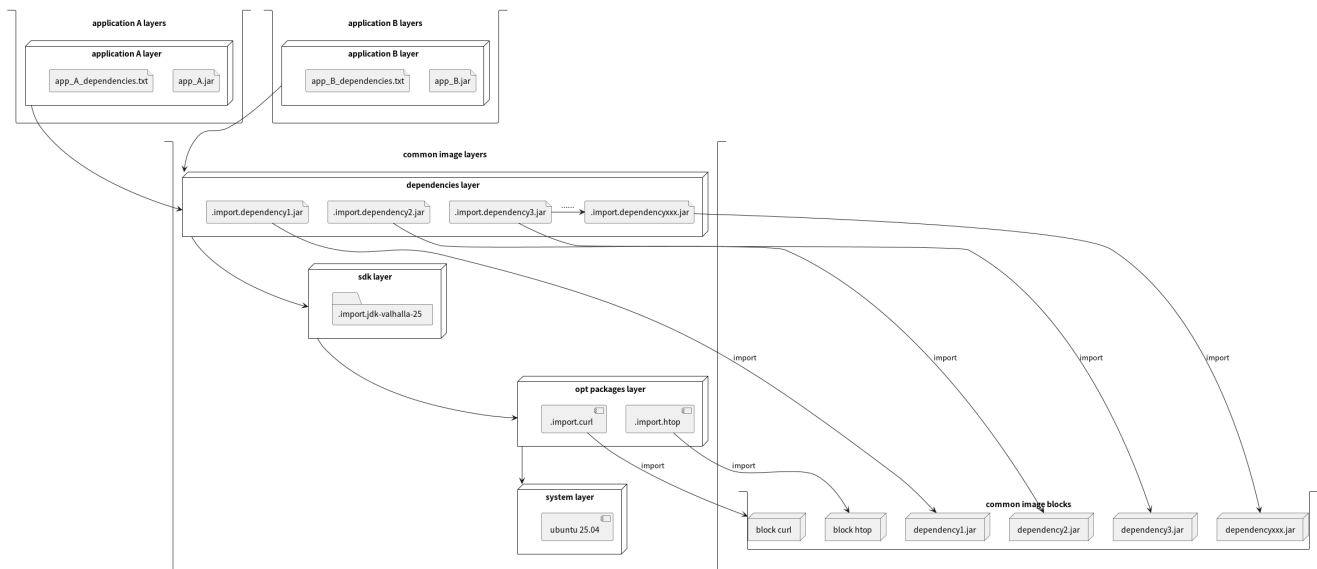 application A layers
application B layers
application A layer
application B layer
app_A_dependencies.txt
app_A.jar
app_B_dependencies.txt
app_B.jar
common image layers
dependencies layer
.import.dependency1.jar
.import.dependency2.jar
.import.dependency3.jar
......
.import.dependencyxxx.jar
sdk layer
.import.jdk-valhalla-25
import
import
import
import
opt packages layer
.import.curl
.import.htop
import
import
system layer
ubuntu 25.04
common image blocks
block curl
block htop
dependency1.jar
dependency2.jar
dependency3.jar
dependencyxxx.jar